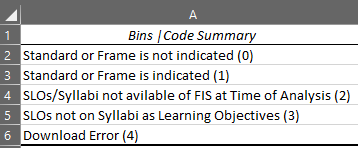 A
1 Bins |Code Summary
2 Standard or Frame is not indicated (0)
3 Standard or Frame is indicated (1)
4 SLOs/Syllabi not avilable of FIS at Time of Analysis (2)
5 SLOs not on Syllabi as Learning Objectives (3)
6 Download Error (4)